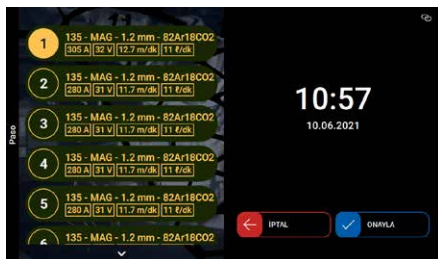 Paso
1
135 - MAG - 1.2 mm - 82Ar18CO2
305 A 32 V 12.7 m/dk 11 ℓ/dk
2
135 - MAG - 1.2 mm - 82Ar18CO2
280 A 31 V 11.7 m/dk 11 ℓ/dk
3
135 - MAG - 1.2 mm - 82Ar18CO2
280 A 31 V 11.7 m/dk 11 ℓ/dk
4
135 - MAG - 1.2 mm - 82Ar18CO2
280 A 31 V 11.7 m/dk 11 ℓ/dk
5
135 - MAG - 1.2 mm - 82Ar18CO2
280 A 31 V 11.7 m/dk 11 ℓ/dk
6
135 - MAG - 1.2 mm - 82Ar18CO2
10:57
10.06.2021
İPTAL
ONAYLA